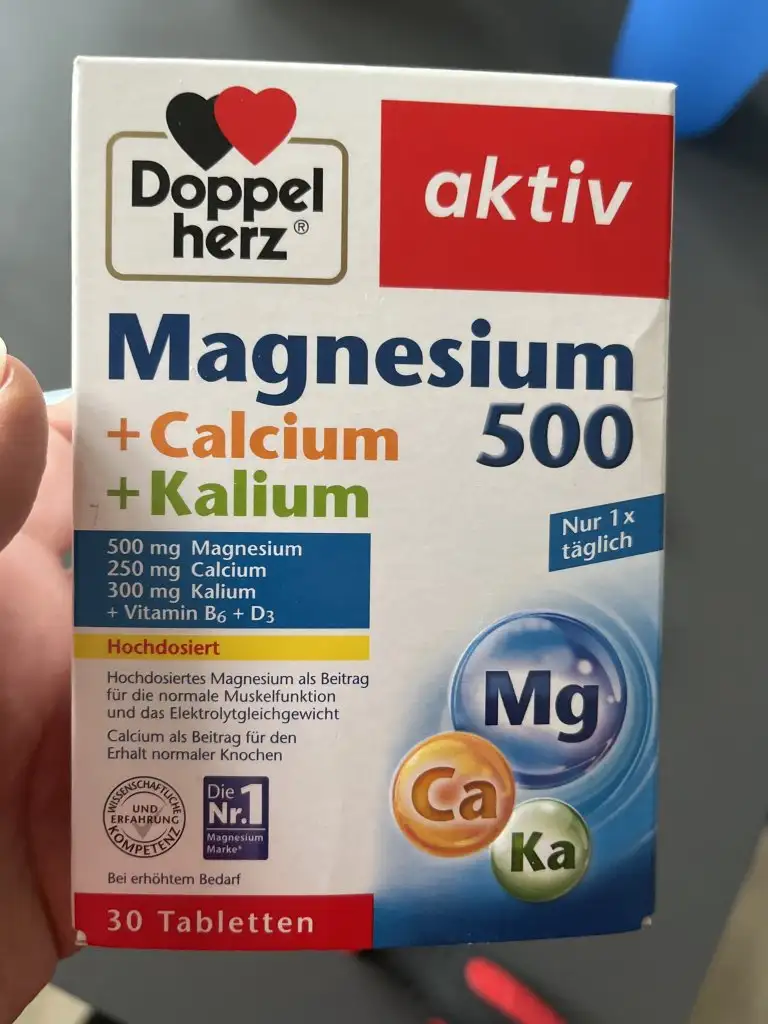 Doppel
herz®
aktiv
Magnesium
+Calcium 500
+Kalium
Nur 1x
täglich
500 mg Magnesium
250 mg Calcium
300 mg Kalium
+ Vitamin B6 + D3
Hochdosiert
Hochdosiertes Magnesium als Beitrag
für die normale Muskelfunktion
und das Elektrolytgleichgewicht
Calcium als Beitrag für den
Erhalt normaler Knochen
WISSENSCHAFTLICHE
UND
ERFAHRUNG
KOMPETENZ
Die
Nr.1
Magnesium
Marke*
Mg
Ca
Ka
Bei erhöhtem Bedarf
30 Tabletten